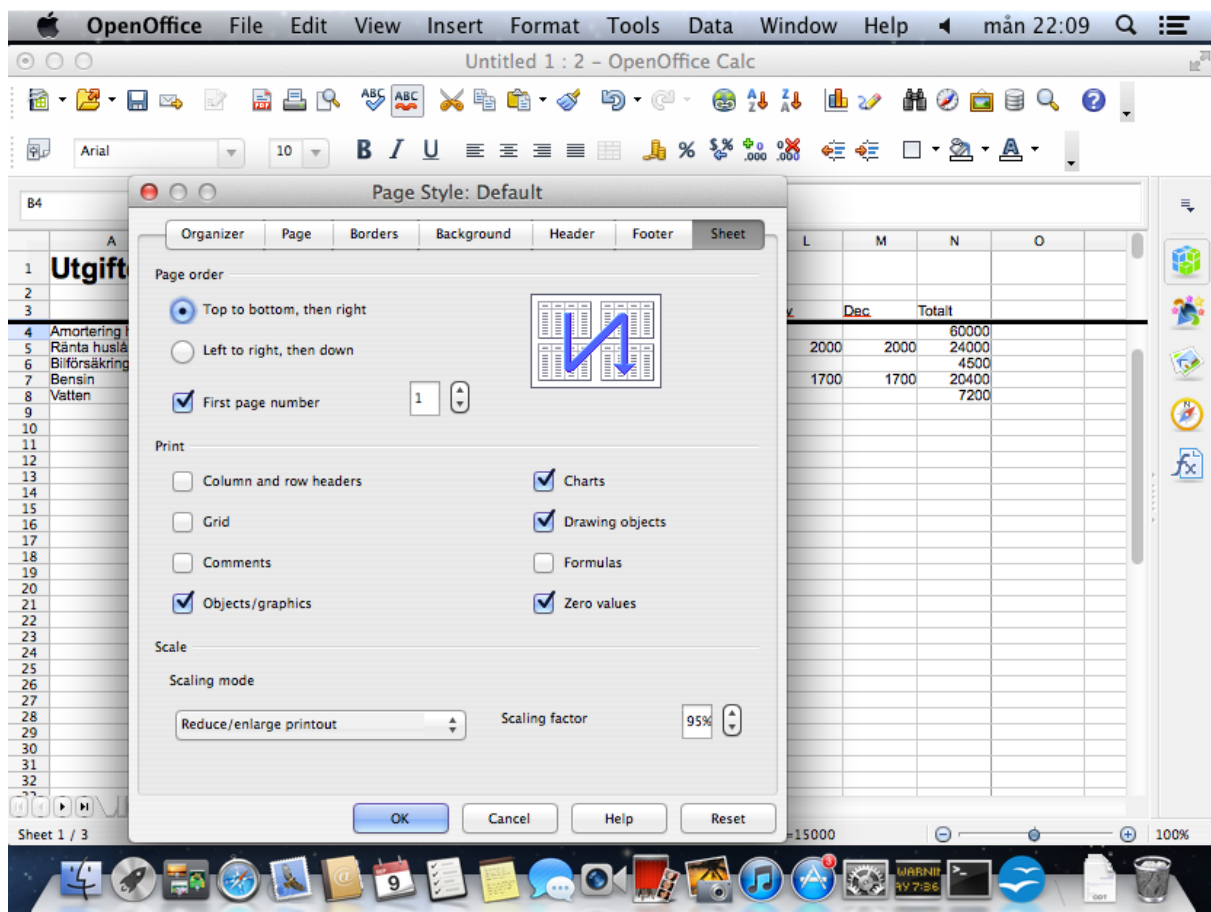 OpenOffice File Edit View Insert Format Tools Data Window Help mån 22:09
Untitled 1 : 2 – OpenOffice Calc
Arial 10
B4
Page Style: Default
Organizer Page Borders Background Header Footer Sheet
Page order
Top to bottom, then right
Left to right, then down
First page number 1
Print
Column and row headers
Charts
Grid
Drawing objects
Comments
Formulas
Objects/graphics
Zero values
Scale
Scaling mode
Reduce/enlarge printout
Scaling factor 95%
OK Cancel Help Reset
A L M N O
1 Utgift
2
3 Dec Totalt
4 Amortering 60000
5 Ränta huslå 2000 2000 24000
6 Bilförsäkring 4500
7 Bensin 1700 1700 20400
8 Vatten 7200
9
10
11
12
13
14
15
16
17
18
19
20
21
22
23
24
25
26
27
28
29
30
31
32
Sheet 1 / 3 =15000 100%
9 3